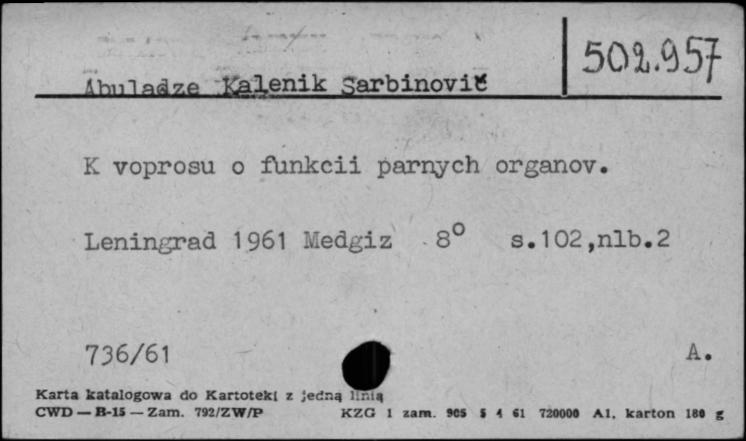 502.957
Abuladze Kalenik Sarbinovič
K voprosu o funkcii parnych organov.
Leningrad 1961 Medgiz 8° s.102,nlb.2
736/61 A.
Karta katalogowa do Kartoteki z jedną linią
CWD — B-15 — Zam. 792/ZW/P KZG 1 zam. 905 5 4 61 720000 A1. karton 180 g